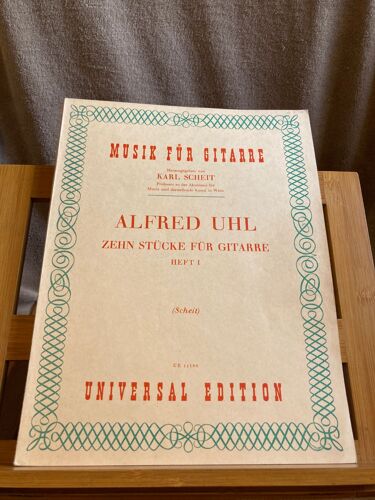 MUSIK FÜR GITARRE
Herausgegeben von
KARL SCHEIT
Professor an der Akademie für
Musik und darstellende Kunst in Wien
ALFRED UHL
ZEHN STÜCKE FÜR GITARRE
HEFT I
(Scheit)
UNIVERSAL EDITION